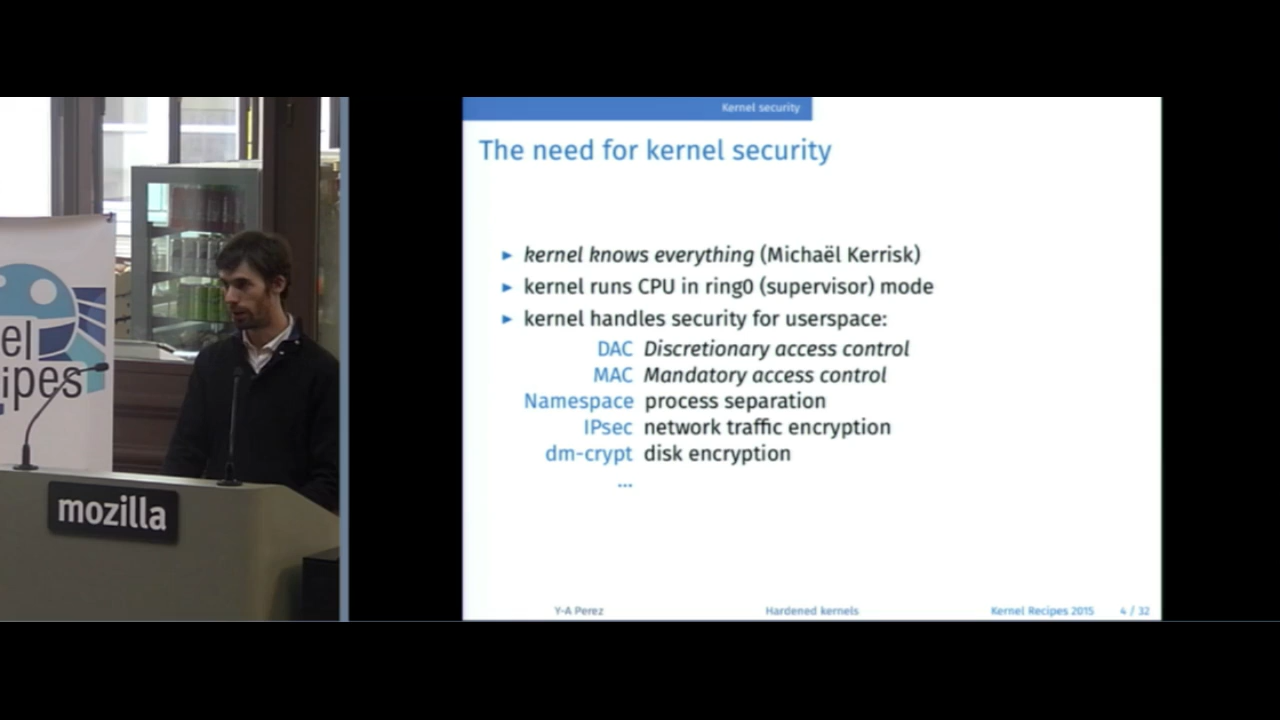 el
ipes
mozilla
Kernel security
The need for kernel security
► kernel knows everything (Michaël Kerrisk)
► kernel runs CPU in ring0 (supervisor) mode
► kernel handles security for userspace:
DAC Discretionary access control
MAC Mandatory access control
Namespace process separation
IPsec network traffic encryption
dm-crypt disk encryption
...
Y-A Perez Hardened kernels Kernel Recipes 2015 4 / 32